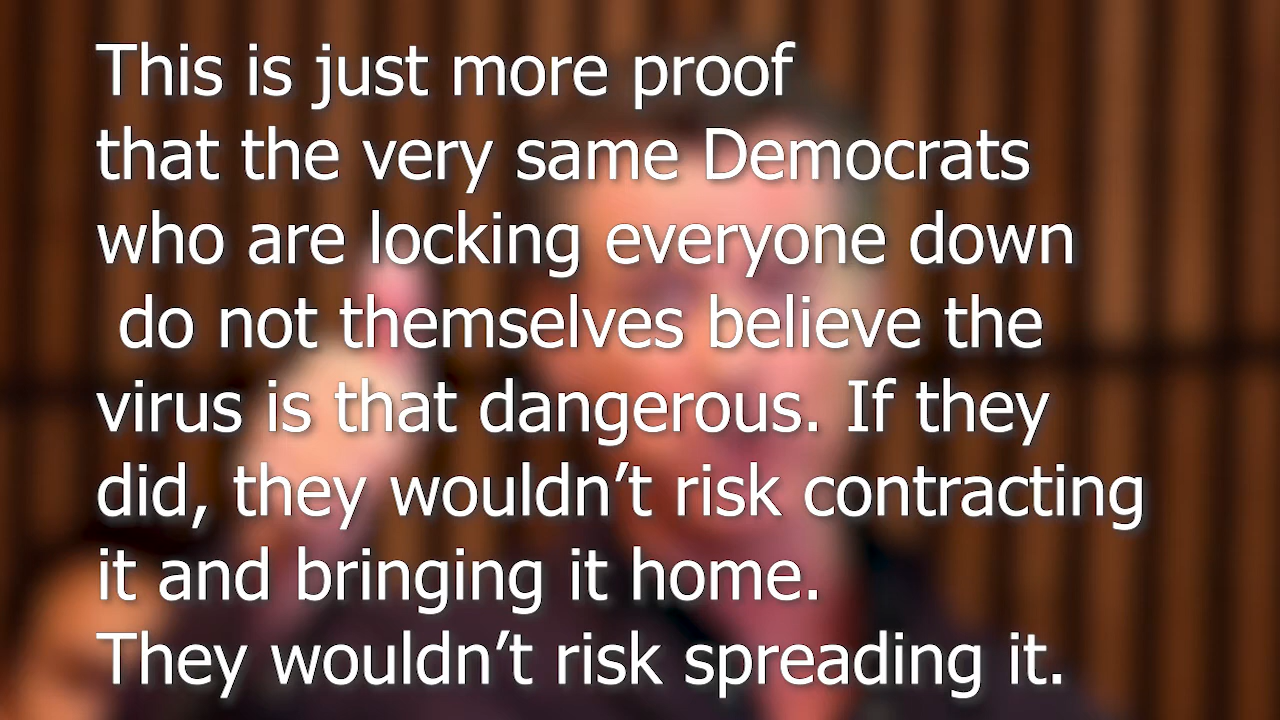 This is just more proof
that the very same Democrats
who are locking everyone down
do not themselves believe the
virus is that dangerous. If they
did, they wouldn’t risk contracting
it and bringing it home.
They wouldn’t risk spreading it.